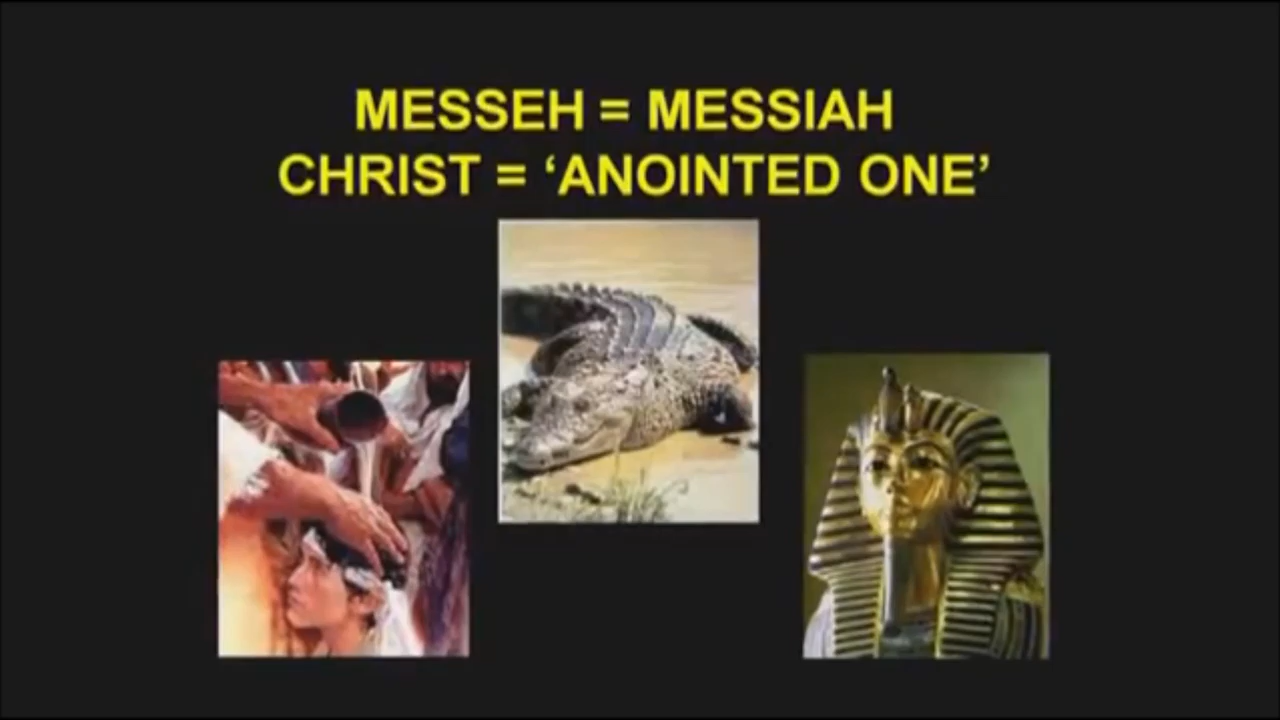 MESSEH = MESSIAH
CHRIST = ‘ANOINTED ONE’